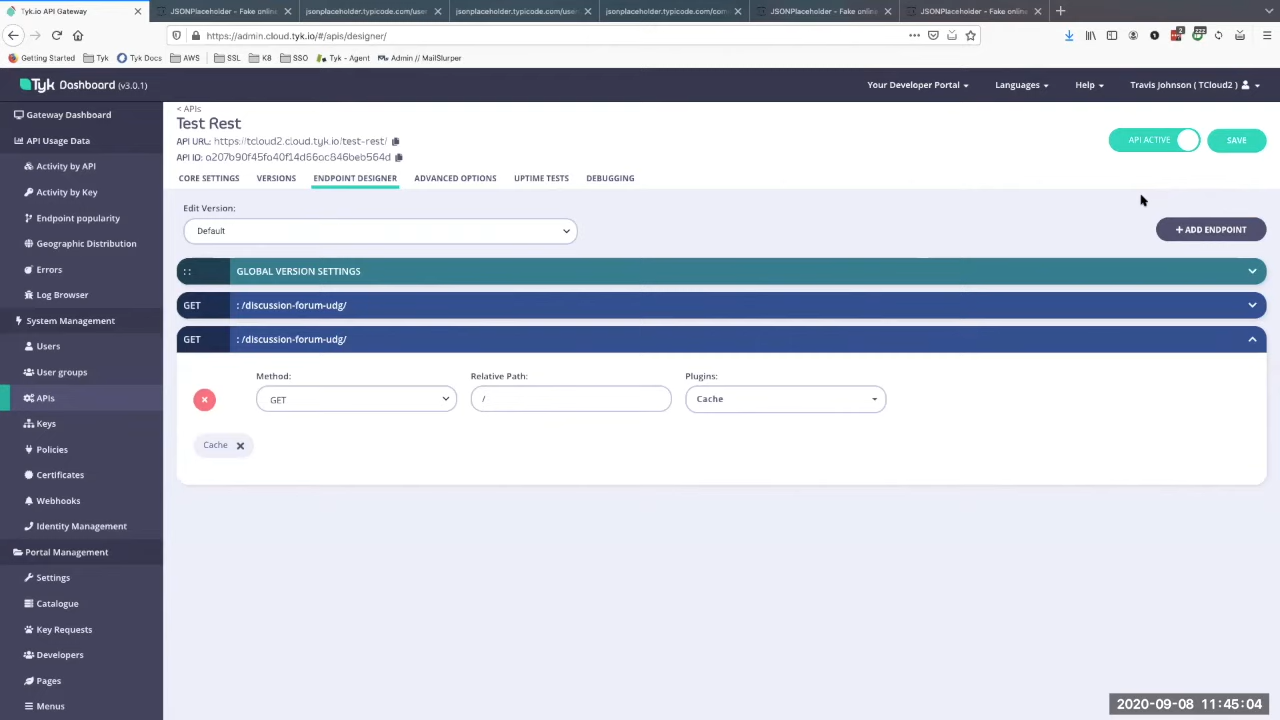 Tyk.io API Gateway
JSONPlaceholder - Fake online
jsonplaceholder.typicode.com/use
jsonplaceholder.typicode.com/use
jsonplaceholder.typicode.com/com
JSONPlaceholder - Fake online
JSONPlaceholder - Fake online
https://admin.cloud.tyk.io/#/apis/designer/
Getting Started
Tyk
Tyk Docs
AWS
SSL
K8
SSO
Tyk - Agent
Admin // MailSlurper
Tyk Dashboard (v3.0.1)
Your Developer Portal
Languages
Help
Travis Johnson ( TCloud2 )
Gateway Dashboard
API Usage Data
Activity by API
Activity by Key
Endpoint popularity
Geographic Distribution
Errors
Log Browser
System Management
Users
User groups
APIs
Keys
Policies
Certificates
Webhooks
Identity Management
Portal Management
Settings
Catalogue
Key Requests
Developers
Pages
Menus
< APIs
Test Rest
API URL: https://tcloud2.cloud.tyk.io/test-rest/
API ID: a207b90f45fa40f14d66ac846beb564d
API ACTIVE
SAVE
CORE SETTINGS
VERSIONS
ENDPOINT DESIGNER
ADVANCED OPTIONS
UPTIME TESTS
DEBUGGING
Edit Version:
Default
+ ADD ENDPOINT
:: GLOBAL VERSION SETTINGS
GET : /discussion-forum-udg/
GET : /discussion-forum-udg/
Method:
Relative Path:
Plugins:
GET
/
Cache
Cache
2020-09-08 11:45:04